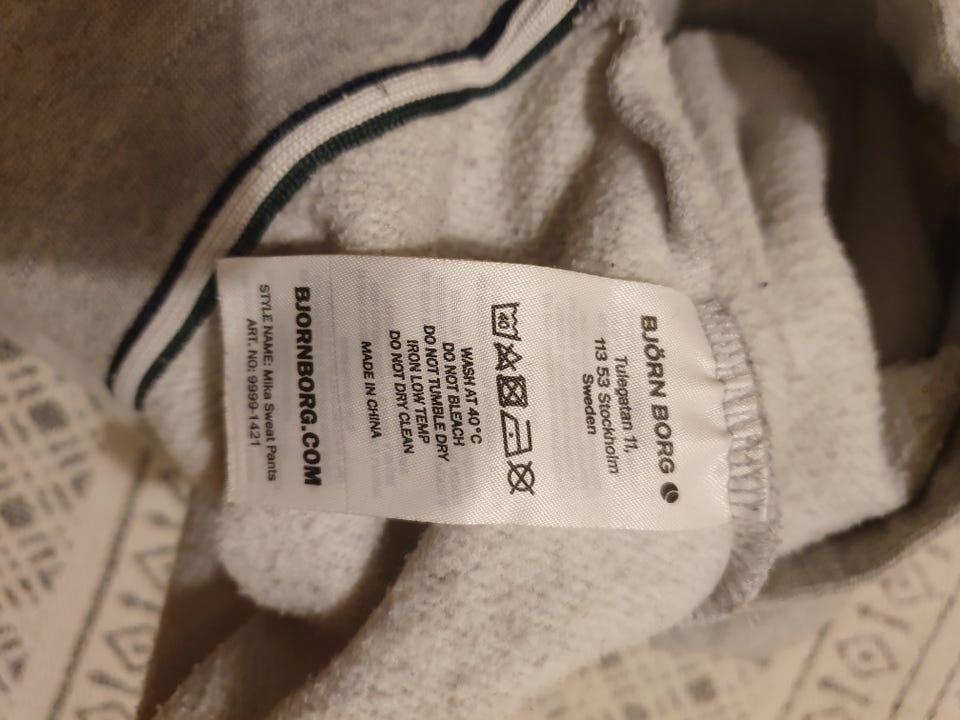 BJÖRN BORG
Tulegatan 11,
113 53 Stockholm
Sweden
40
WASH AT 40°C
DO NOT BLEACH
DO NOT TUMBLE DRY
IRON LOW TEMP
DO NOT DRY CLEAN
MADE IN CHINA
BJORNBORG.COM
STYLE NAME: Mika Sweat Pants
ART. NO: 9999-1421